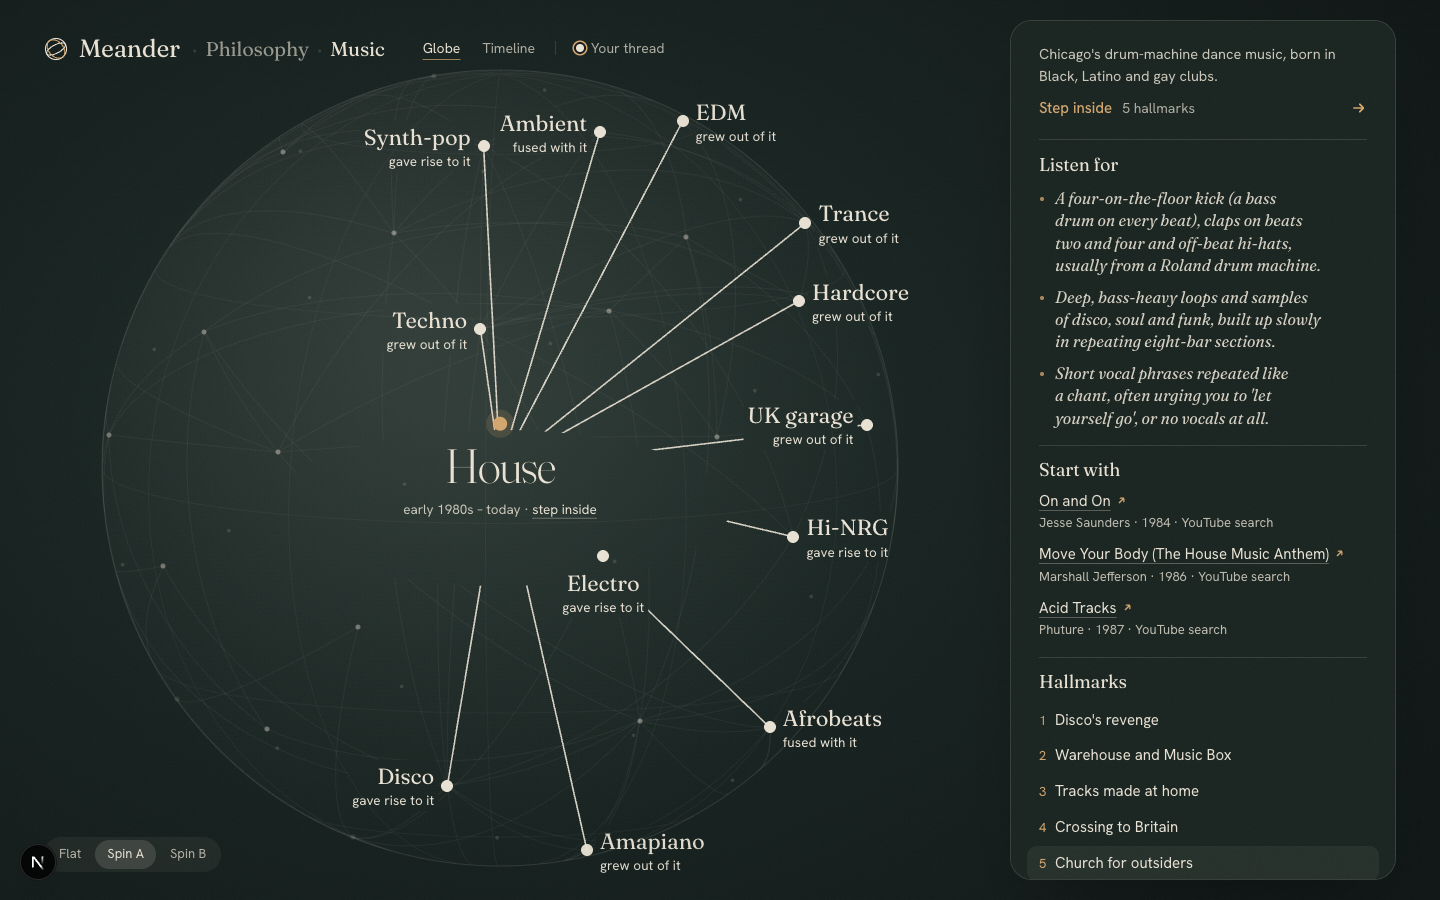 Meander · Philosophy · Music
Globe
Timeline
Your thread
Synth-pop
gave rise to it
Ambient
fused with it
EDM
grew out of it
Trance
grew out of it
Hardcore
grew out of it
Techno
grew out of it
UK garage
grew out of it
House
early 1980s – today · step inside
Hi-NRG
gave rise to it
Electro
gave rise to it
Afrobeats
fused with it
Disco
gave rise to it
Amapiano
grew out of it
N
Flat
Spin A
Spin B
Chicago's drum-machine dance music, born in
Black, Latino and gay clubs.
Step inside 5 hallmarks →
Listen for
• A four-on-the-floor kick (a bass
drum on every beat), claps on beats
two and four and off-beat hi-hats,
usually from a Roland drum machine.
• Deep, bass-heavy loops and samples
of disco, soul and funk, built up slowly
in repeating eight-bar sections.
• Short vocal phrases repeated like
a chant, often urging you to 'let
yourself go', or no vocals at all.
Start with
On and On ↗
Jesse Saunders · 1984 · YouTube search
Move Your Body (The House Music Anthem) ↗
Marshall Jefferson · 1986 · YouTube search
Acid Tracks ↗
Phuture · 1987 · YouTube search
Hallmarks
1 Disco's revenge
2 Warehouse and Music Box
3 Tracks made at home
4 Crossing to Britain
5 Church for outsiders